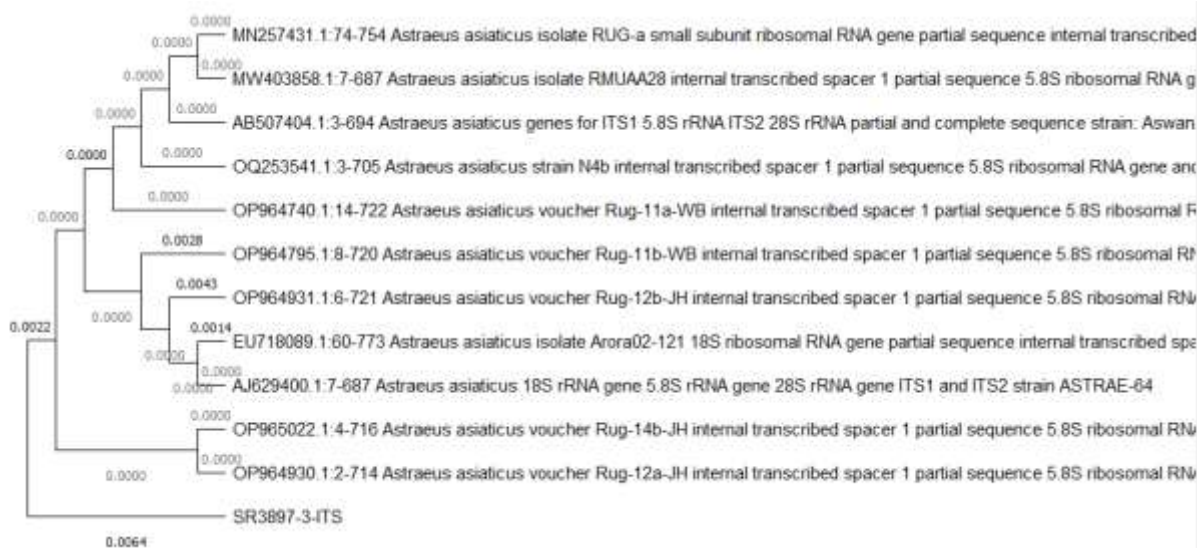 0.0000
MN257431.1:74-754 Astraeus asiaticus isolate RUG-a small subunit ribosomal RNA gene partial sequence internal transcribed
0.0000
0.0000
MW403858.1:7-687 Astraeus asiaticus isolate RMUAA28 internal transcribed spacer 1 partial sequence 5.8S ribosomal RNA g
0.0000
0.0000
AB507404.1:3-694 Astraeus asiaticus genes for ITS1 5.8S rRNA ITS2 28S rRNA partial and complete sequence strain: Aswan
0.0000
0.0000
0.0000
OQ253541.1:3-705 Astraeus asiaticus strain N4b internal transcribed spacer 1 partial sequence 5.8S ribosomal RNA gene and
0.0000
OP964740.1:14-722 Astraeus asiaticus voucher Rug-11a-WB internal transcribed spacer 1 partial sequence 5.8S ribosomal R
0.0000
0.0028
OP964795.1:8-720 Astraeus asiaticus voucher Rug-11b-WB internal transcribed spacer 1 partial sequence 5.8S ribosomal RN
0.0043
OP964931.1:6-721 Astraeus asiaticus voucher Rug-12b-JH internal transcribed spacer 1 partial sequence 5.8S ribosomal RNA
0.0000
0.0022
0.0014
EU718089.1:60-773 Astraeus asiaticus isolate Arora02-121 18S ribosomal RNA gene partial sequence internal transcribed spa
0.0000
0.0000
AJ629400.1:7-687 Astraeus asiaticus 18S rRNA gene 5.8S rRNA gene 28S rRNA gene ITS1 and ITS2 strain ASTRAE-64
0.0000
0.0000
OP965022.1:4-716 Astraeus asiaticus voucher Rug-14b-JH internal transcribed spacer 1 partial sequence 5.8S ribosomal RNA
0.0000
OP964930.1:2-714 Astraeus asiaticus voucher Rug-12a-JH internal transcribed spacer 1 partial sequence 5.8S ribosomal RNA
0.0000
SR3897-3-ITS
0.0064